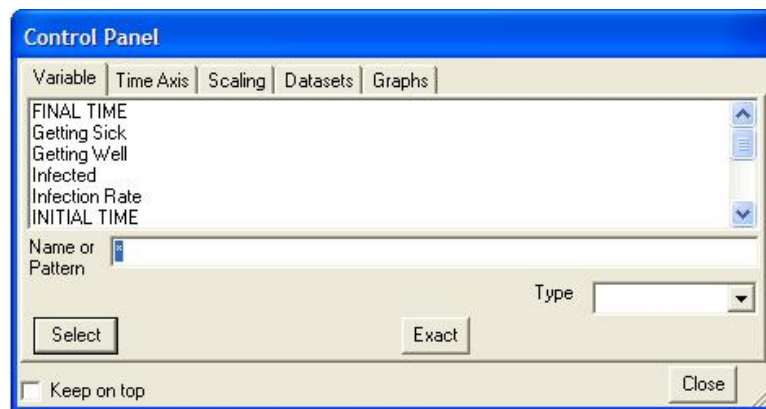 Control Panel
Variable Time Axis Scaling Datasets Graphs
FINAL TIME
Getting Sick
Getting Well
Infected
Infection Rate
INITIAL TIME
Name or
Pattern
*
Type
Select Exact
Keep on top Close